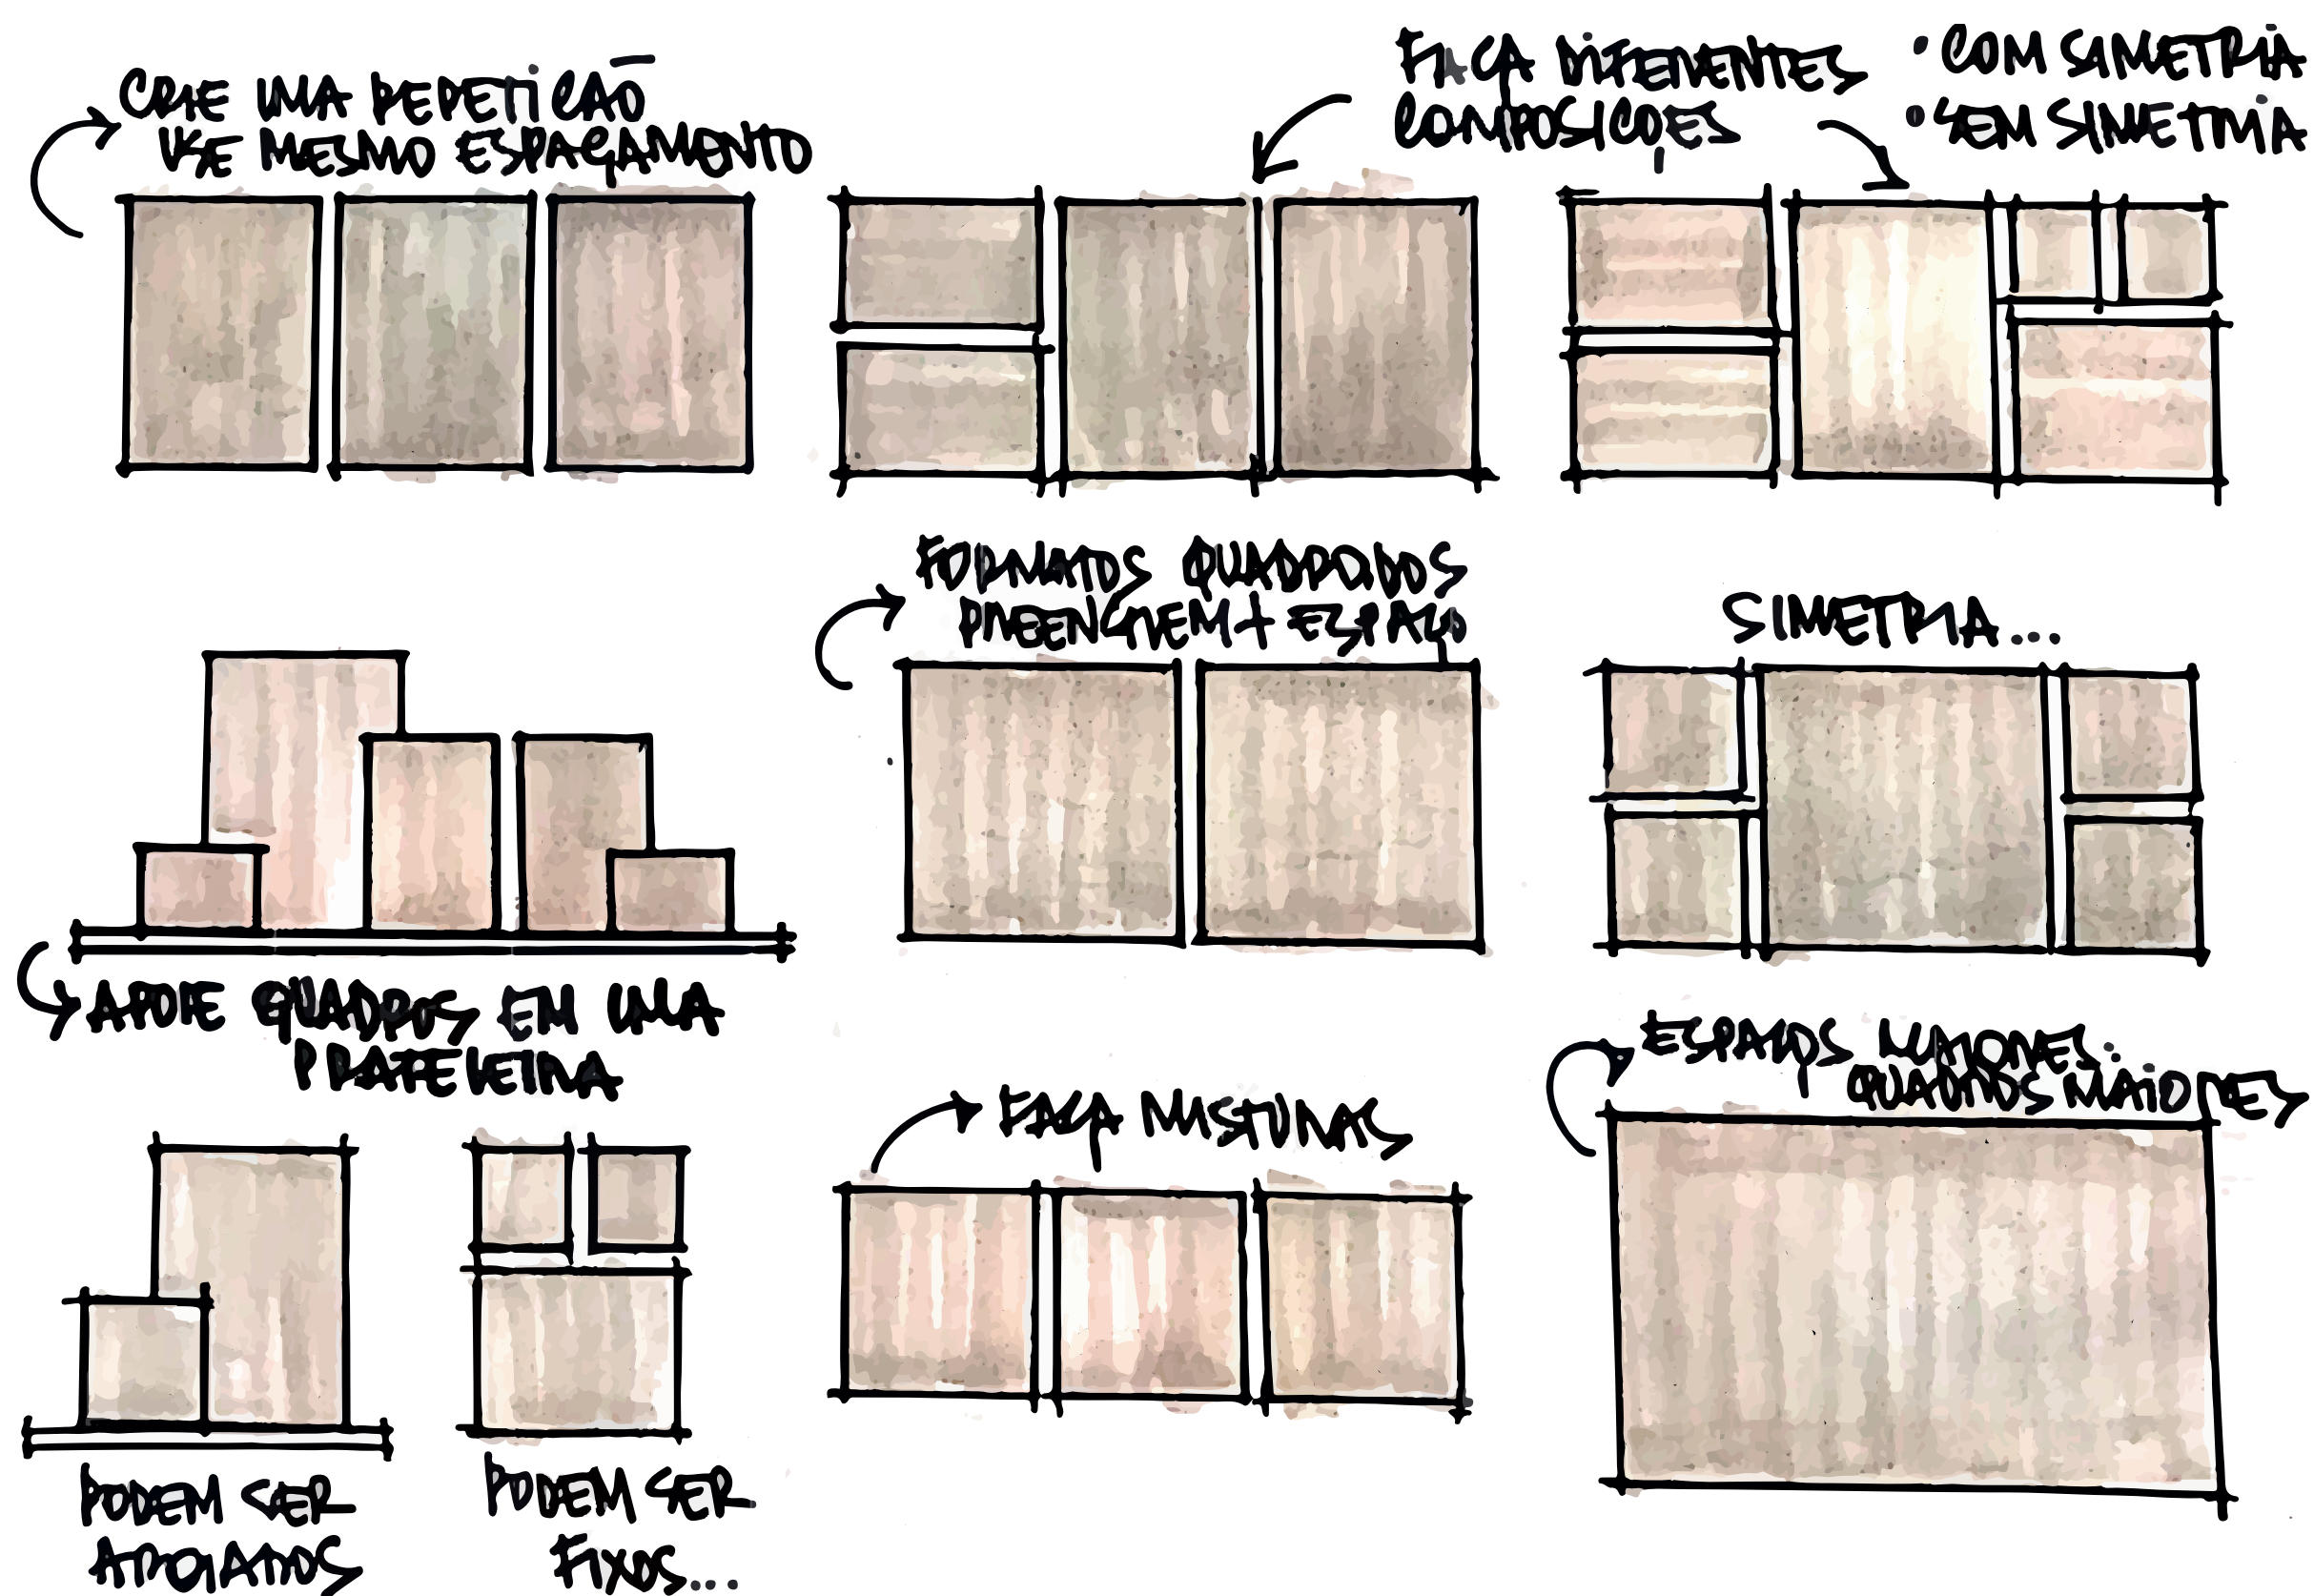 CRIE UMA REPETIÇÃO
USE MESMO ESPAÇAMENTO
FAÇA DIFERENTES
COMPOSIÇÕES
• COM SIMETRIA
• SEM SIMETRIA
FORMATOS QUADRADOS
PREENCHEM + ESPAÇO
SIMETRIA...
APOIE QUADROS EM UMA
PRATELEIRA
ESPAÇOS MAIORES:
QUADROS MAIORES
FAÇA MISTURAS
PODEM SER
APOIADOS
PODEM SER
FIXOS...